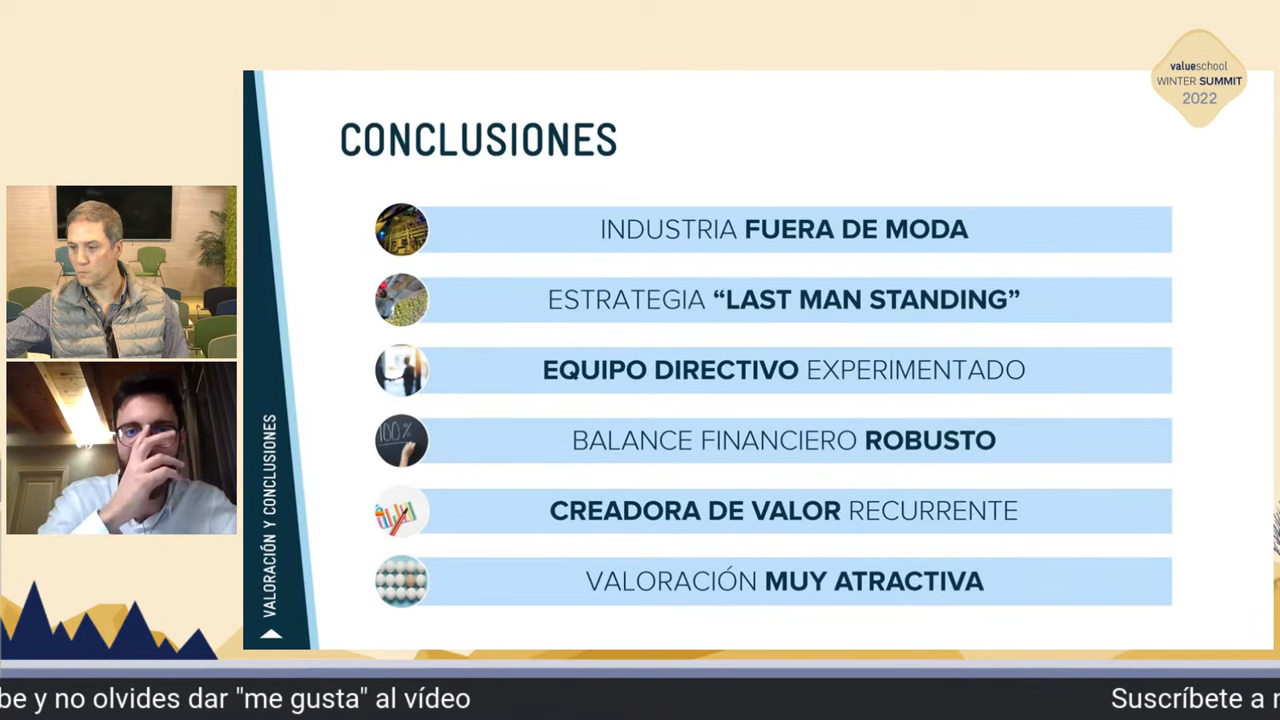 valueschool
WINTER SUMMIT
2022
CONCLUSIONES
INDUSTRIA FUERA DE MODA
ESTRATEGIA “LAST MAN STANDING”
EQUIPO DIRECTIVO EXPERIMENTADO
100%
BALANCE FINANCIERO ROBUSTO
CREADORA DE VALOR RECURRENTE
VALORACIÓN MUY ATRACTIVA
VALORACIÓN Y CONCLUSIONES
be y no olvides dar "me gusta" al vídeo
Suscríbete a